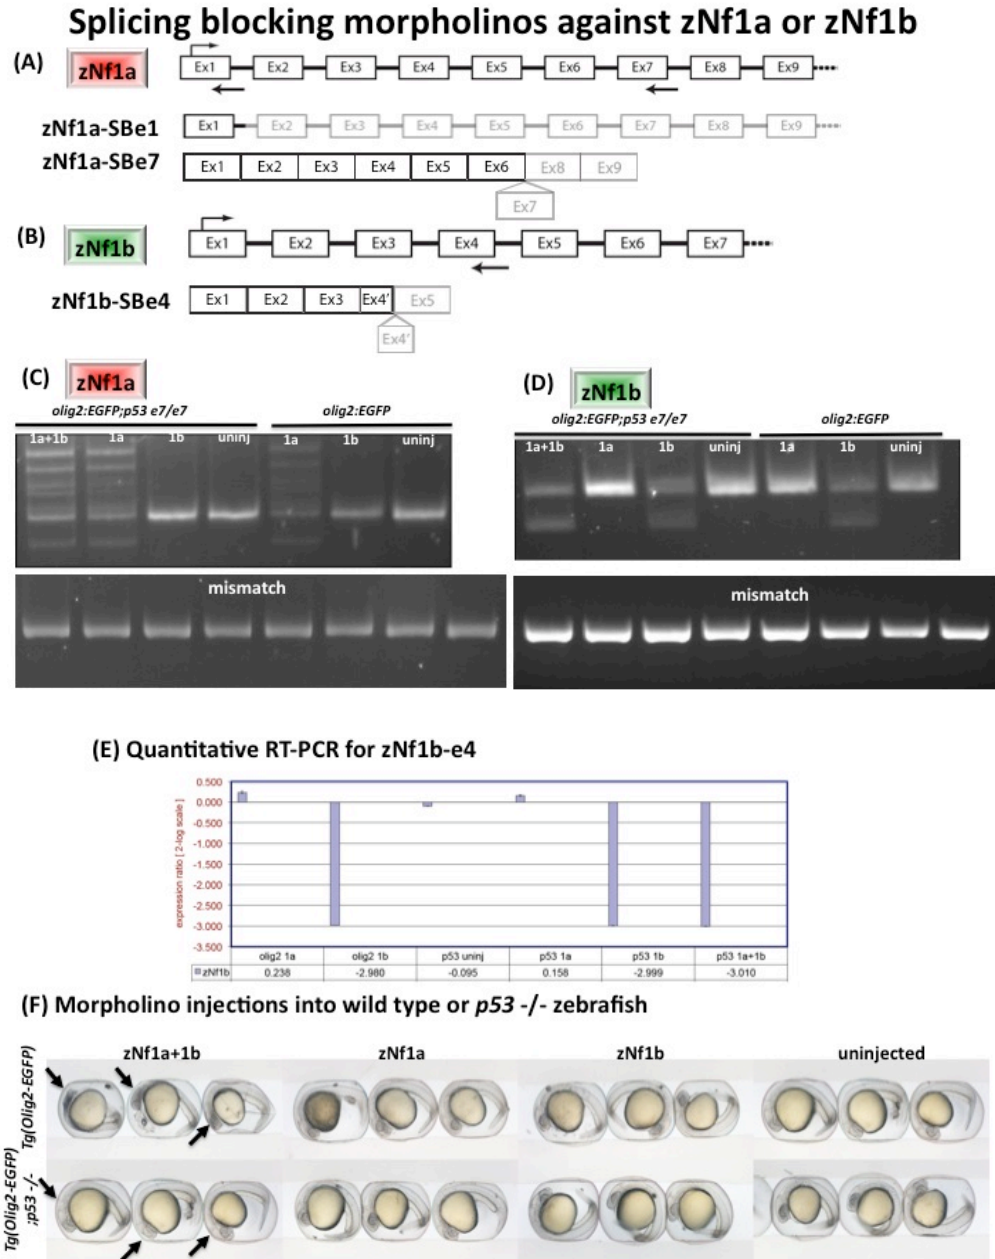 Splicing blocking morpholinos against zNf1a or zNf1b
(A) zNf1a Ex1 Ex2 Ex3 Ex4 Ex5 Ex6 Ex7 Ex8 Ex9
zNf1a-SBe1 Ex1 Ex2 Ex3 Ex4 Ex5 Ex6 Ex7 Ex8 Ex9
zNf1a-SBe7 Ex1 Ex2 Ex3 Ex4 Ex5 Ex6 Ex8 Ex9
Ex7
(B) zNf1b Ex1 Ex2 Ex3 Ex4 Ex5 Ex6 Ex7
zNf1b-SBe4 Ex1 Ex2 Ex3 Ex4' Ex5
Ex4'
(C) zNf1a
olig2:EGFP;p53 e7/e7 olig2:EGFP
1a+1b 1a 1b uninj 1a 1b uninj
mismatch
(D) zNf1b
olig2:EGFP;p53 e7/e7 olig2:EGFP
1a+1b 1a 1b uninj 1a 1b uninj
mismatch
(E) Quantitative RT-PCR for zNf1b-e4
expression ratio [ 2-log scale ]
0.500
0.000
-0.500
-1.000
-1.500
-2.000
-2.500
-3.000
-3.500
olig2 1a olig2 1b p53 uninj p53 1a p53 1b p53 1a+1b
zNf1b 0.238 -2.980 -0.095 0.158 -2.999 -3.010
(F) Morpholino injections into wild type or p53 -/- zebrafish
zNf1a+1b zNf1a zNf1b uninjected
Tg(Olig2-EGFP)
Tg(Olig2-EGFP)
;p53 -/-